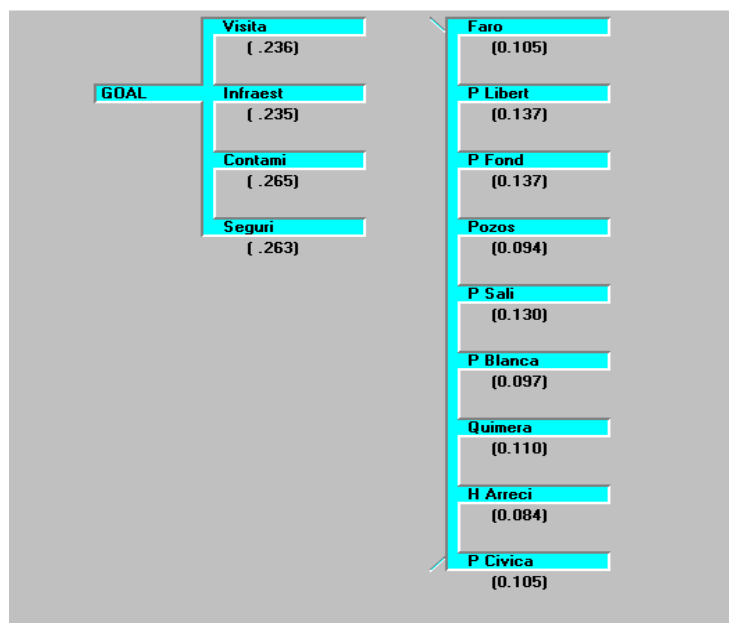 GOAL
Visita
( .236)
Infraest
( .235)
Contami
( .265)
Seguri
( .263)
Faro
(0.105)
P Libert
(0.137)
P Fond
(0.137)
Pozos
(0.094)
P Sali
(0.130)
P Blanca
(0.097)
Quimera
(0.110)
H Arreci
(0.084)
P Civica
(0.105)